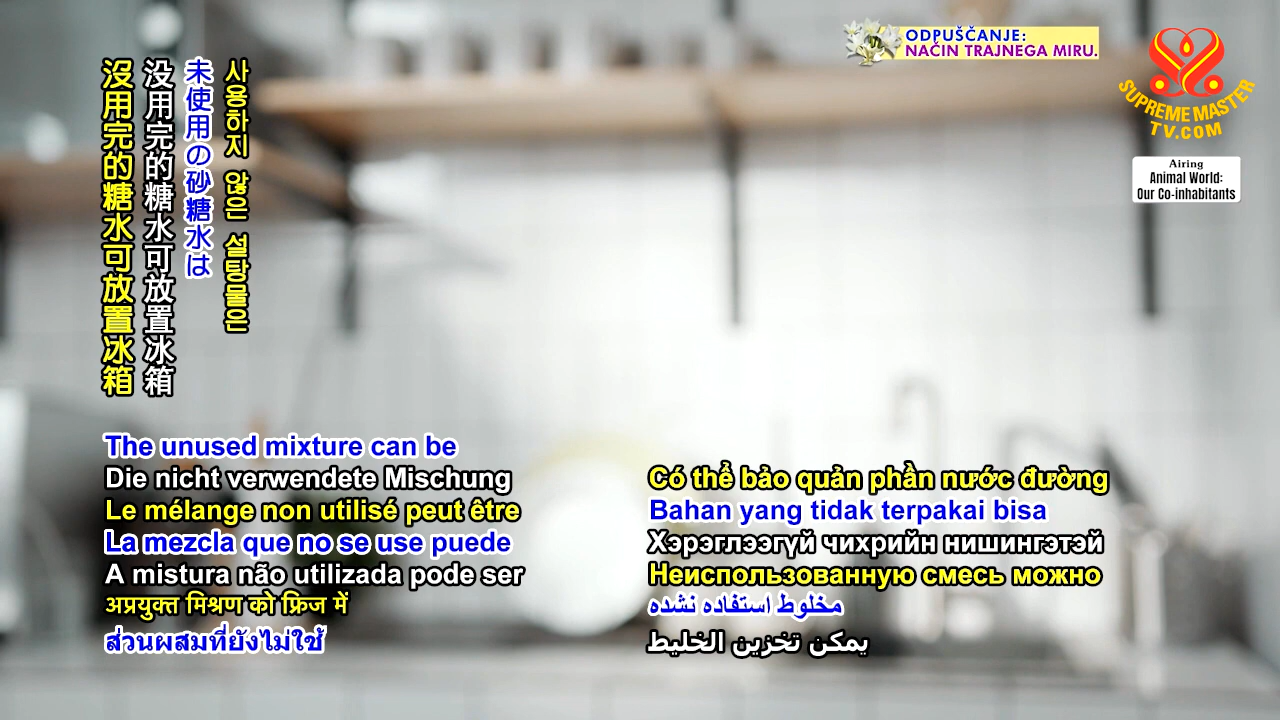 ODPUŠČANJE:
NAČIN TRAJNEGA MIRU.
SUPREME MASTER
TV.COM
Airing
Animal World:
Our Co-inhabitants
사용하지 않은 설탕물은
未使用の砂糖水は
没用完的糖水可放置冰箱
沒用完的糖水可放置冰箱
The unused mixture can be
Die nicht verwendete Mischung
Le mélange non utilisé peut être
La mezcla que no se use puede
A mistura não utilizada pode ser
अप्रयुक्त मिश्रण को फ्रिज में
ส่วนผสมที่ยังไม่ใช้
Có thể bảo quản phần nước đường
Bahan yang tidak terpakai bisa
Хэрэглээгүй чихрийн нишингэтэй
Неиспользованную смесь можно
مخلوط استفاده نشده
يمكن تخزين الخليط